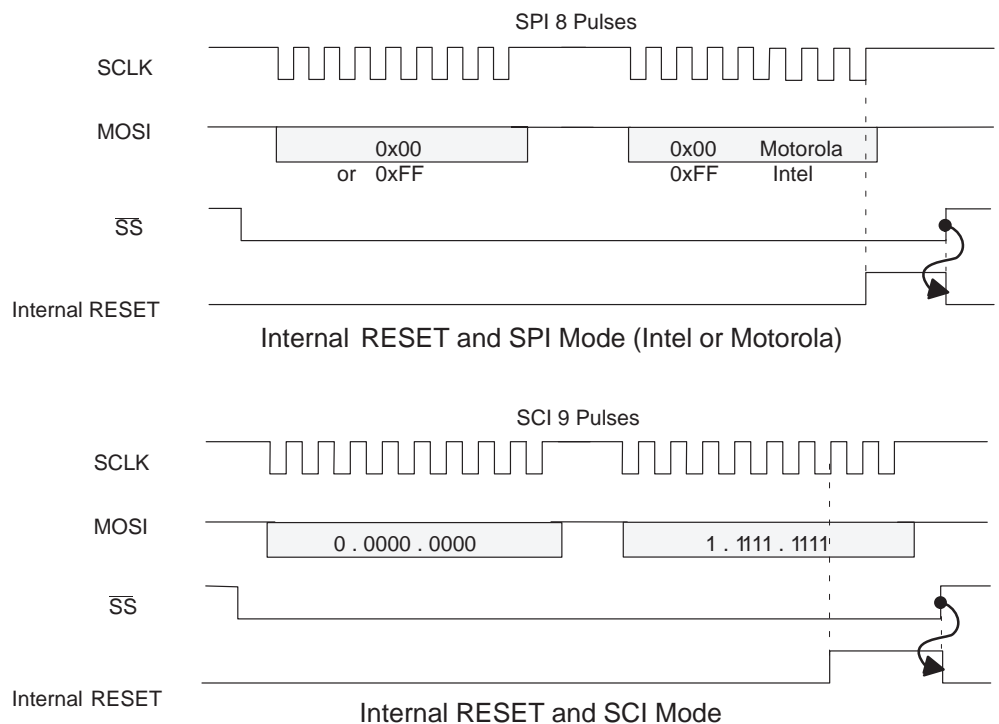 SPI 8 Pulses
SCLK
MOSI
0x00
or 0xFF
0x00 Motorola
0xFF Intel
SS
Internal RESET
Internal RESET and SPI Mode (Intel or Motorola)
SCI 9 Pulses
SCLK
MOSI
0 . 0000 . 0000
1 . 1111 . 1111
SS
Internal RESET
Internal RESET and SCI Mode